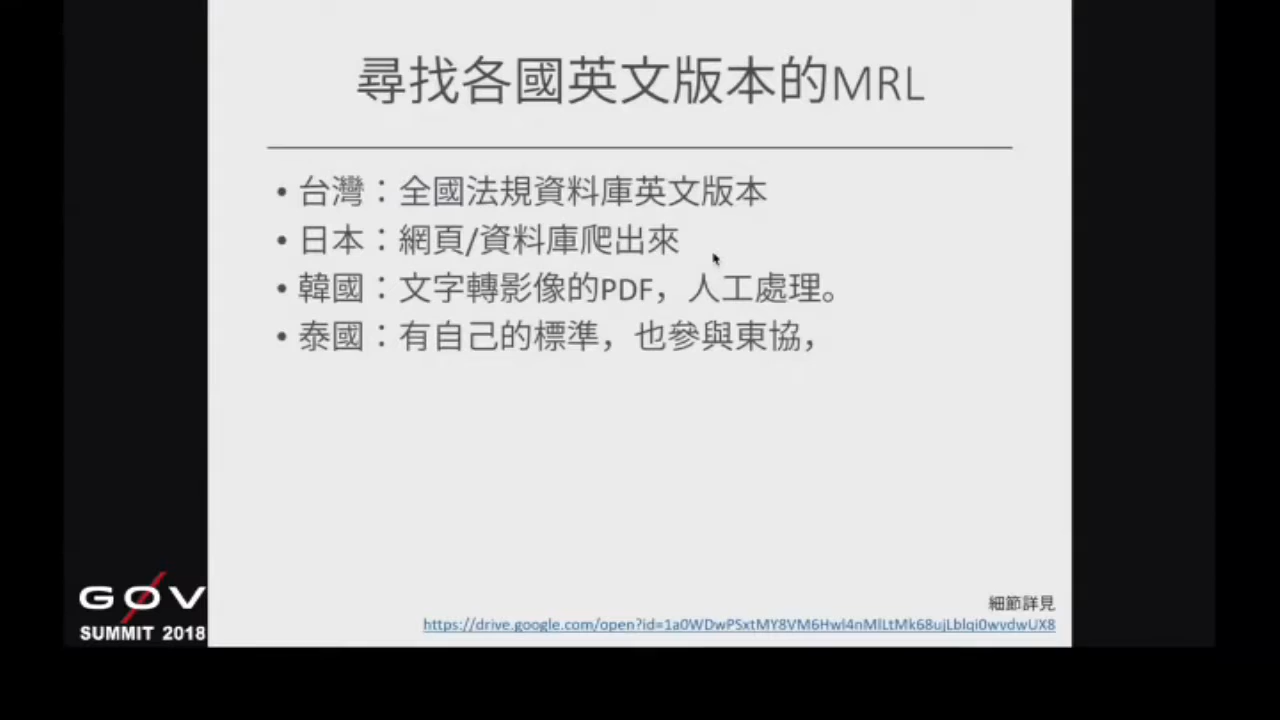 尋找各國英文版本的MRL
• 台灣：全國法規資料庫英文版本
• 日本：網頁/資料庫爬出來
• 韓國：文字轉影像的PDF，人工處理。
• 泰國：有自己的標準，也參與東協，
細節詳見
https://drive.google.com/open?id=1a0WDwPSxtMY8VM6Hwl4nMlLtMk68ujLblqi0wvdwUX8
GØV
SUMMIT 2018